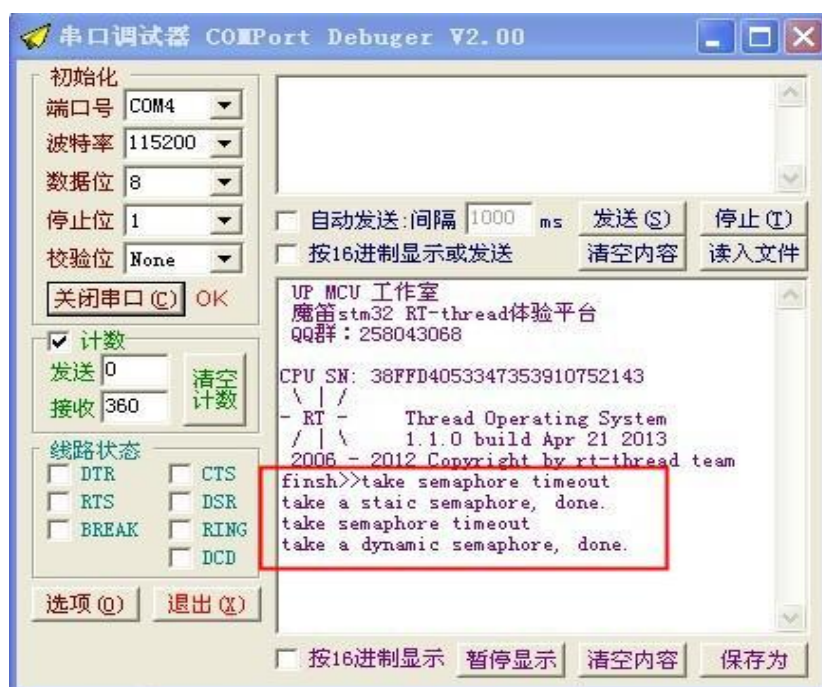 串口调试器 COMPort Debuger V2.00
初始化
端口号 COM4
波特率 115200
数据位 8
停止位 1
校验位 None
关闭串口(C) OK
计数
发送 0
接收 360
清空计数
线路状态
DTR CTS
RTS DSR
BREAK RING
DCD
选项(O) 退出(X)
自动发送:间隔 1000 ms 发送(S) 停止(T)
按16进制显示或发送 清空内容 读入文件
UP MCU 工作室
魔笛stm32 RT-thread体验平台
QQ群：258043068
CPU SN: 38FFD4053347353910752143
\ | /
- RT - Thread Operating System
/ | \ 1.1.0 build Apr 21 2013
2006 - 2012 Copyright by rt-thread team
finsh>>take semaphore timeout
take a staic semaphore, done.
take semaphore timeout
take a dynamic semaphore, done.
按16进制显示 暂停显示 清空内容 保存为